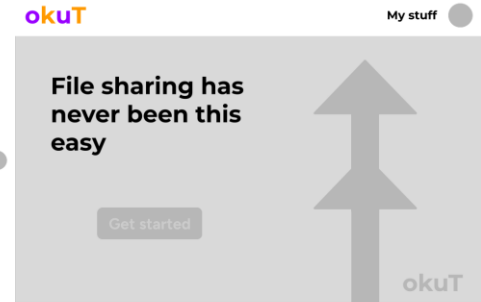 okuT
My stuff
File sharing has
never been this
easy
Get started
okuT